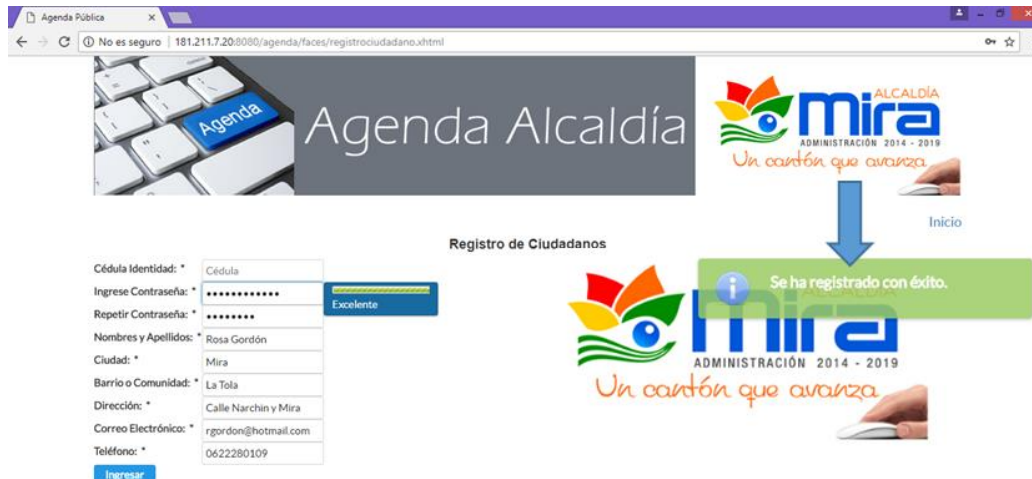 Agenda Pública
No es seguro | 181.211.7.20:8080/agenda/faces/registrociudadano.xhtml
Agenda
Agenda Alcaldía
ALCALDÍA
mira
ADMINISTRACIÓN 2014 - 2019
Un cantón que avanza
Inicio
Registro de Ciudadanos
Cédula Identidad: * Cédula
Ingrese Contraseña: * ••••••••••••
Excelente
Repetir Contraseña: * ••••••••
Nombres y Apellidos: * Rosa Gordón
Ciudad: * Mira
Barrio o Comunidad: * La Tola
Dirección: * Calle Narchin y Mira
Correo Electrónico: * rgordon@hotmail.com
Teléfono: * 0622280109
Ingresar
Se ha registrado con éxito.
ALCALDÍA
mira
ADMINISTRACIÓN 2014 - 2019
Un cantón que avanza